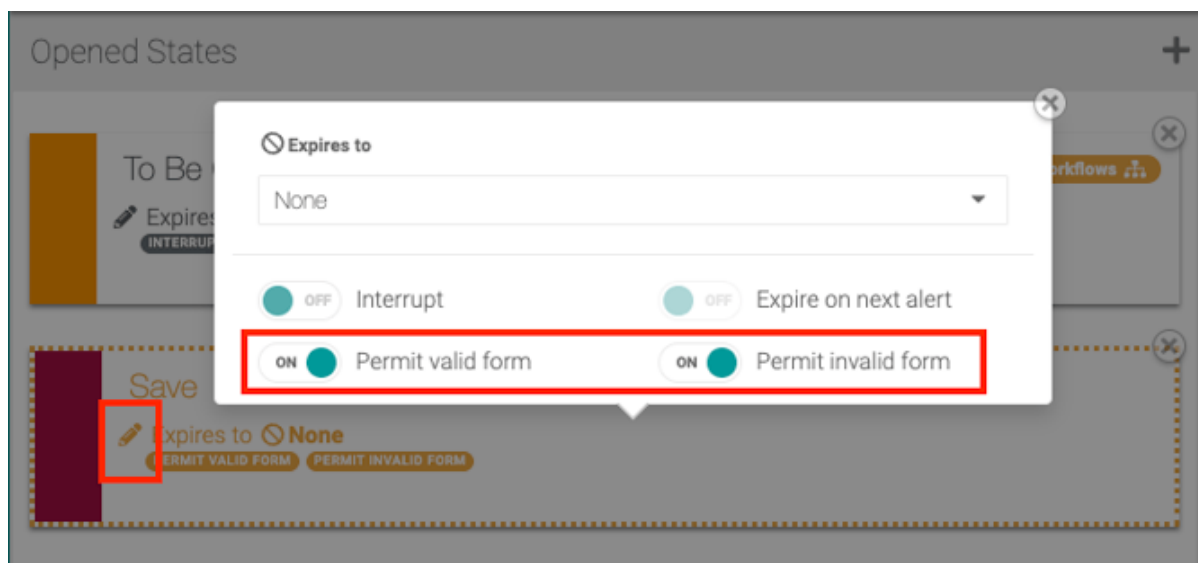 Opened States
Expires to
To Be
orkflows
None
Expires
INTERRUP
OFF Interrupt OFF Expire on next alert
ON Permit valid form ON Permit invalid form
Save
Expires to None
PERMIT VALID FORM PERMIT INVALID FORM